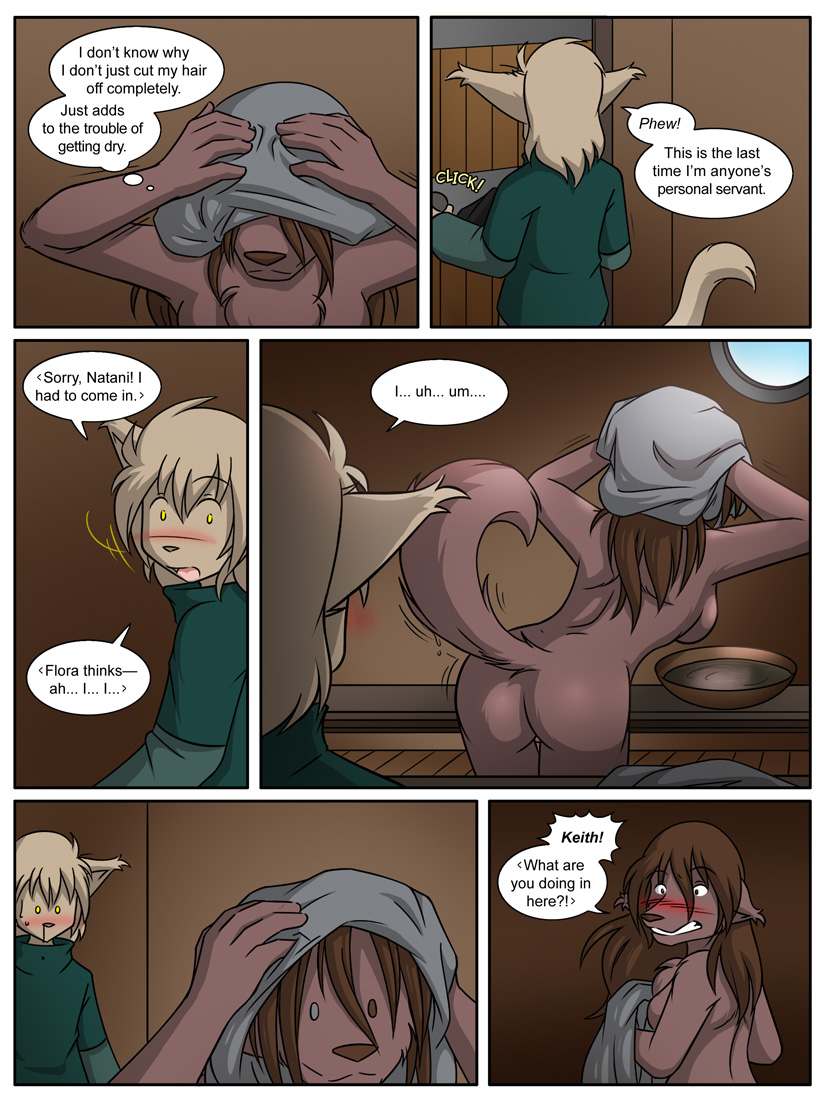 I don't know why
I don't just cut my hair
off completely.
Just adds
to the trouble of
getting dry.
CLICK!
Phew!
This is the last
time I'm anyone's
personal servant.
‹Sorry, Natani! I
had to come in.›
‹Flora thinks—
ah... I... I...›
I... uh... um....
Keith!
‹What are
you doing in
here?!›